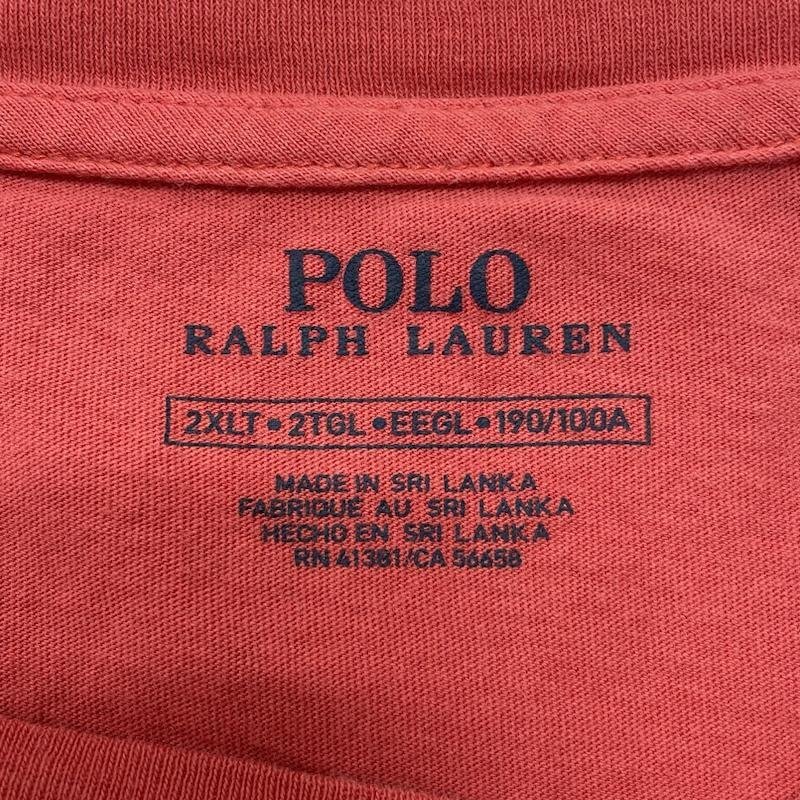 POLO
RALPH LAUREN
2XLT•2TGL•EEGL•190/100A
MADE IN SRI LANKA
FABRIQUÉ AU SRI LANKA
HECHO EN SRI LANKA
RN 41381/CA 56658